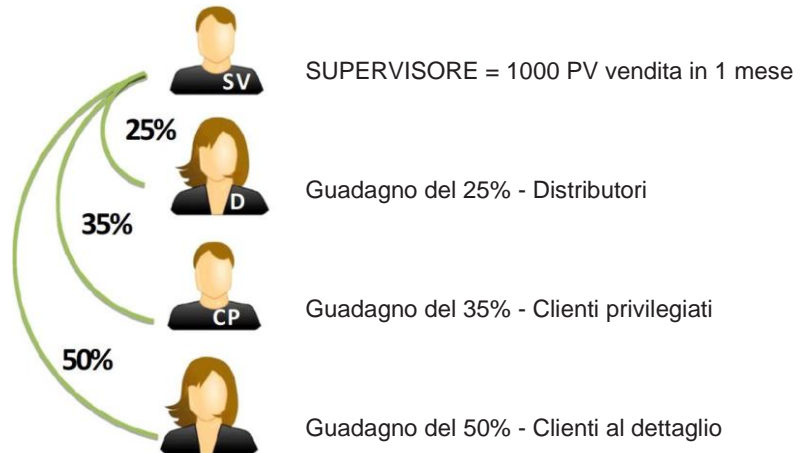 SV
SUPERVISORE = 1000 PV vendita in 1 mese
25%
D
Guadagno del 25% - Distributori
35%
CP
Guadagno del 35% - Clienti privilegiati
50%
Guadagno del 50% - Clienti al dettaglio